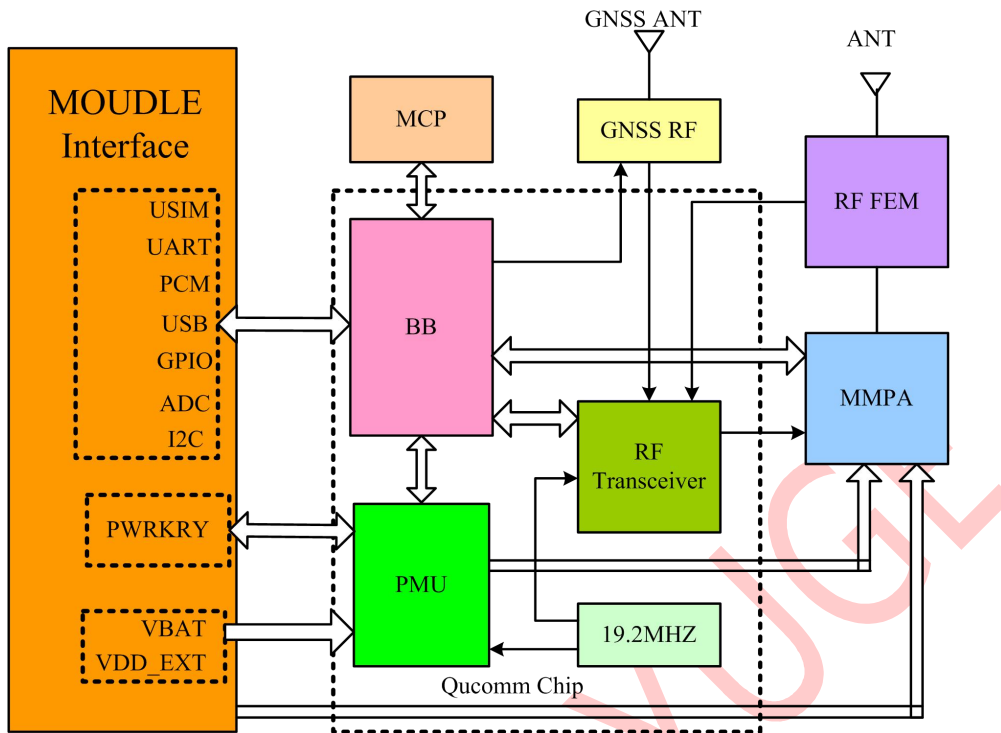 GNSS ANT
ANT
MOUDLE
Interface
MCP
GNSS RF
RF FEM
USIM
UART
PCM
USB
GPIO
ADC
I2C
BB
MMPA
RF
Transceiver
PWRKRY
PMU
VBAT
VDD_EXT
19.2MHZ
Qucomm Chip
YUGE